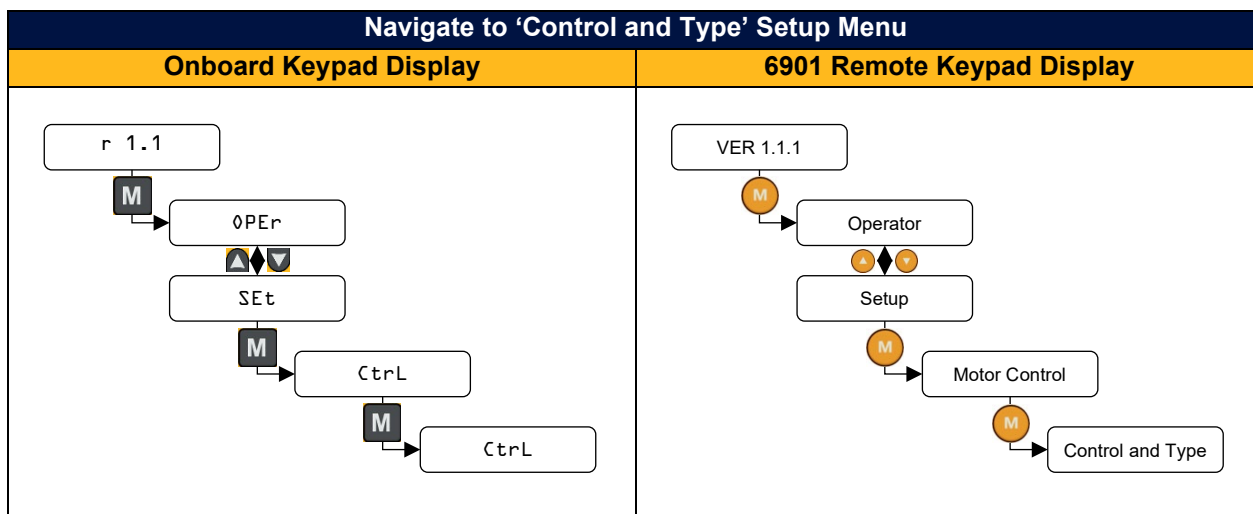 Navigate to ‘Control and Type’ Setup Menu
Onboard Keypad Display
6901 Remote Keypad Display
r 1.1
M
OPEr
SEt
M
CtrL
M
CtrL
VER 1.1.1
M
Operator
Setup
M
Motor Control
M
Control and Type